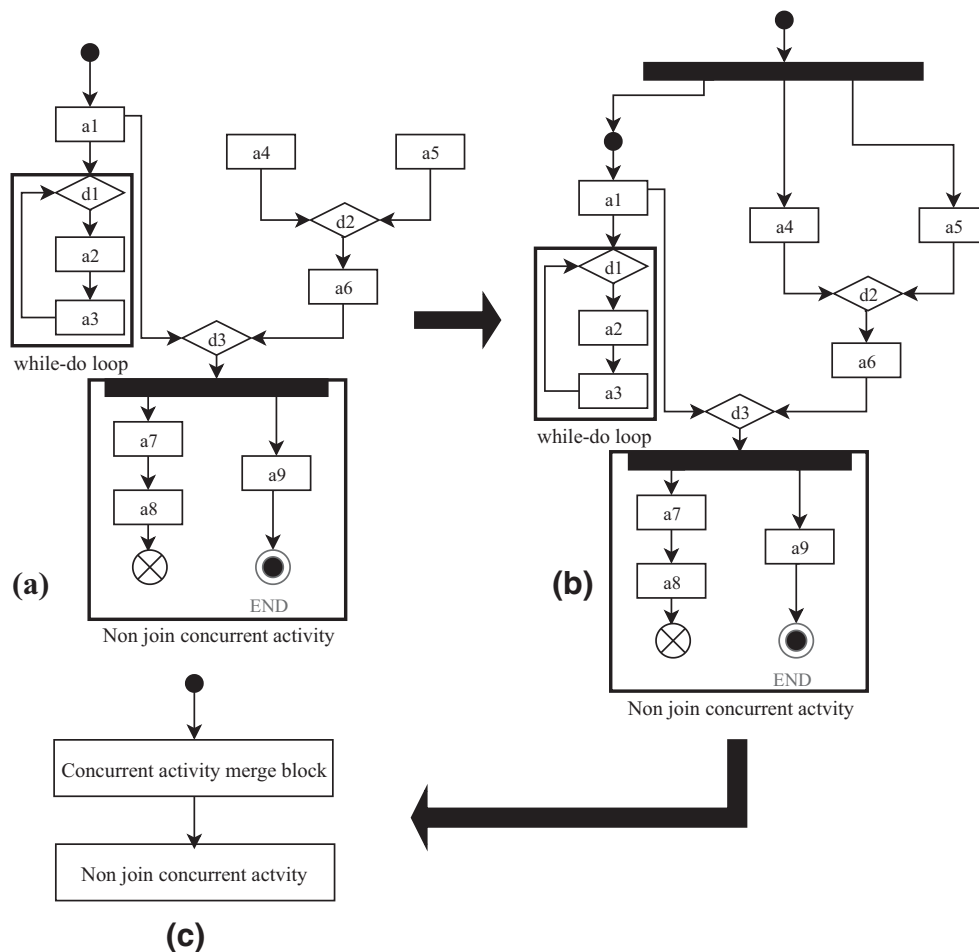 a1
a4
a5
d1
d2
a2
a6
a3
d3
while-do loop
a7
a9
a8
(a)
END
Non join concurrent activity
a1
a4
a5
d1
d2
a2
a6
a3
d3
while-do loop
a7
a9
a8
(b)
END
Non join concurrent actvity
Concurrent activity merge block
Non join concurrent actvity
(c)